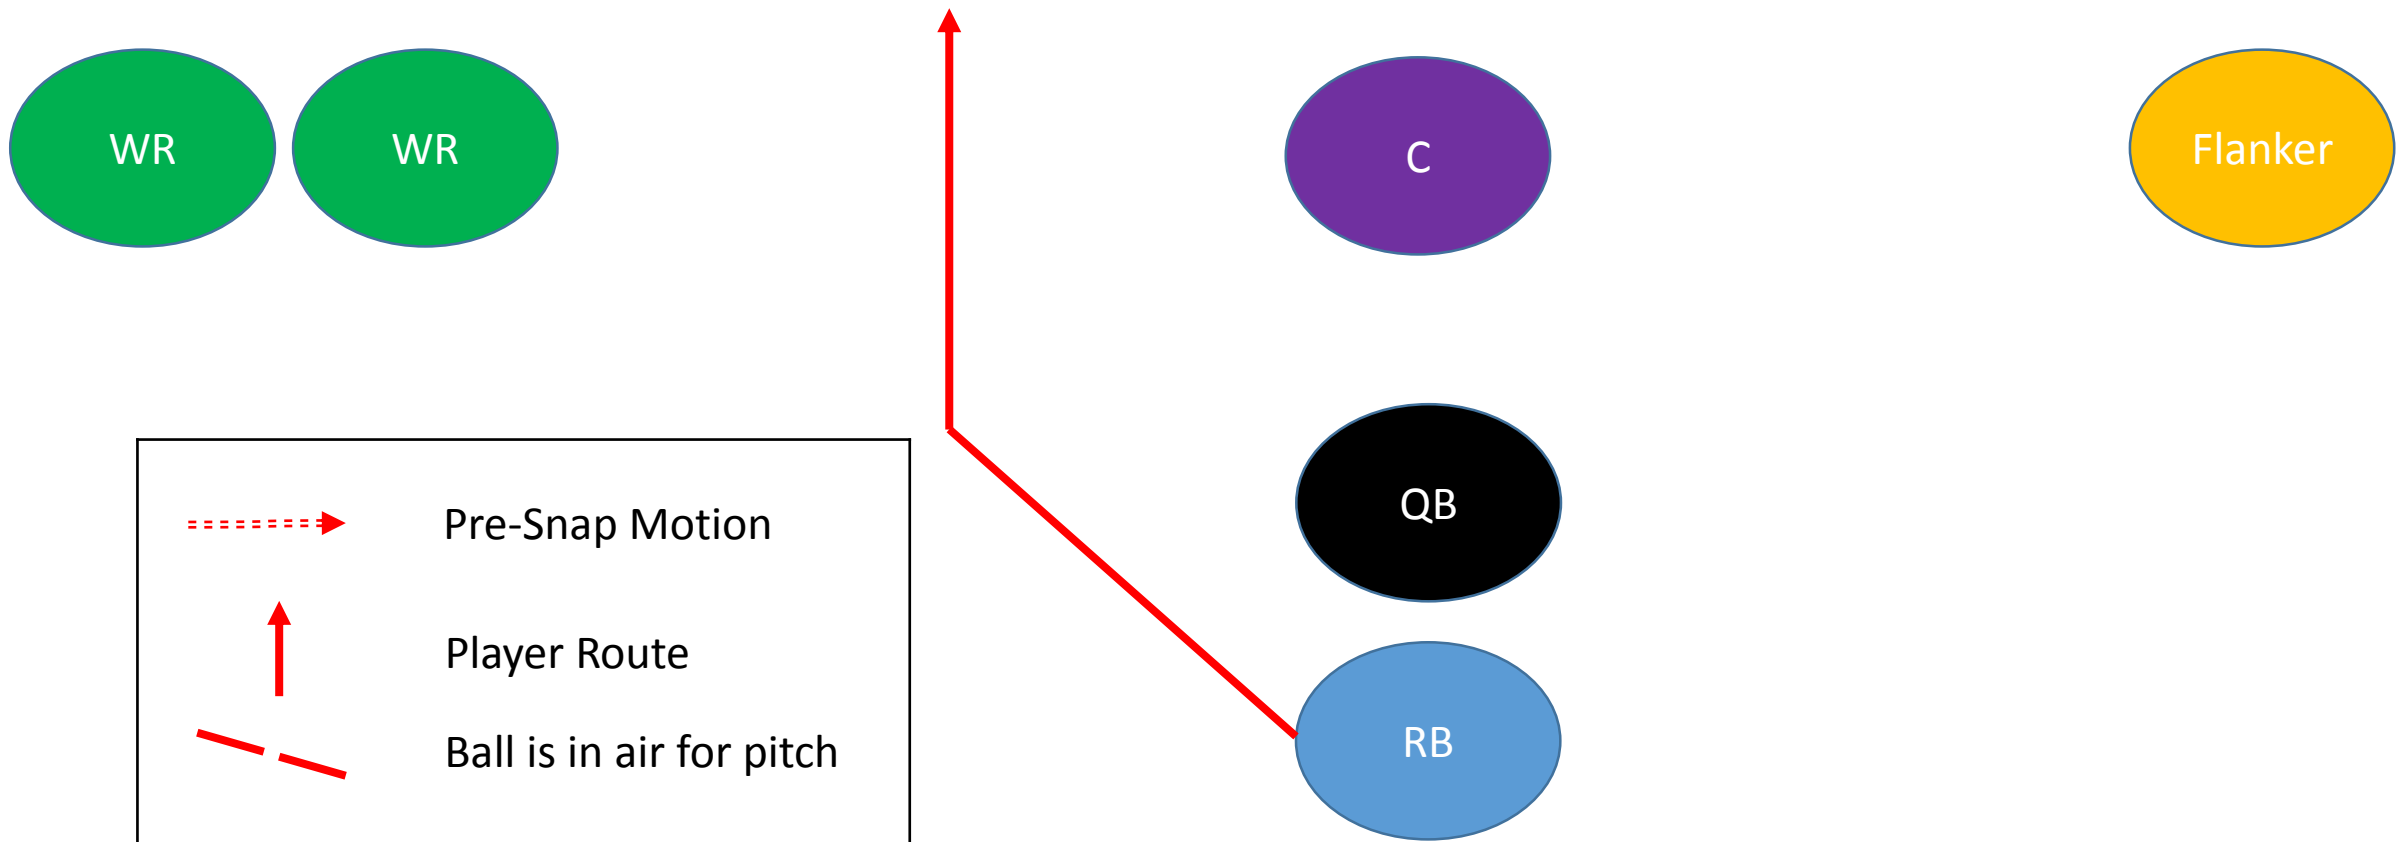 WR
WR
C
Flanker
QB
RB
Pre-Snap Motion
Player Route
Ball is in air for pitch